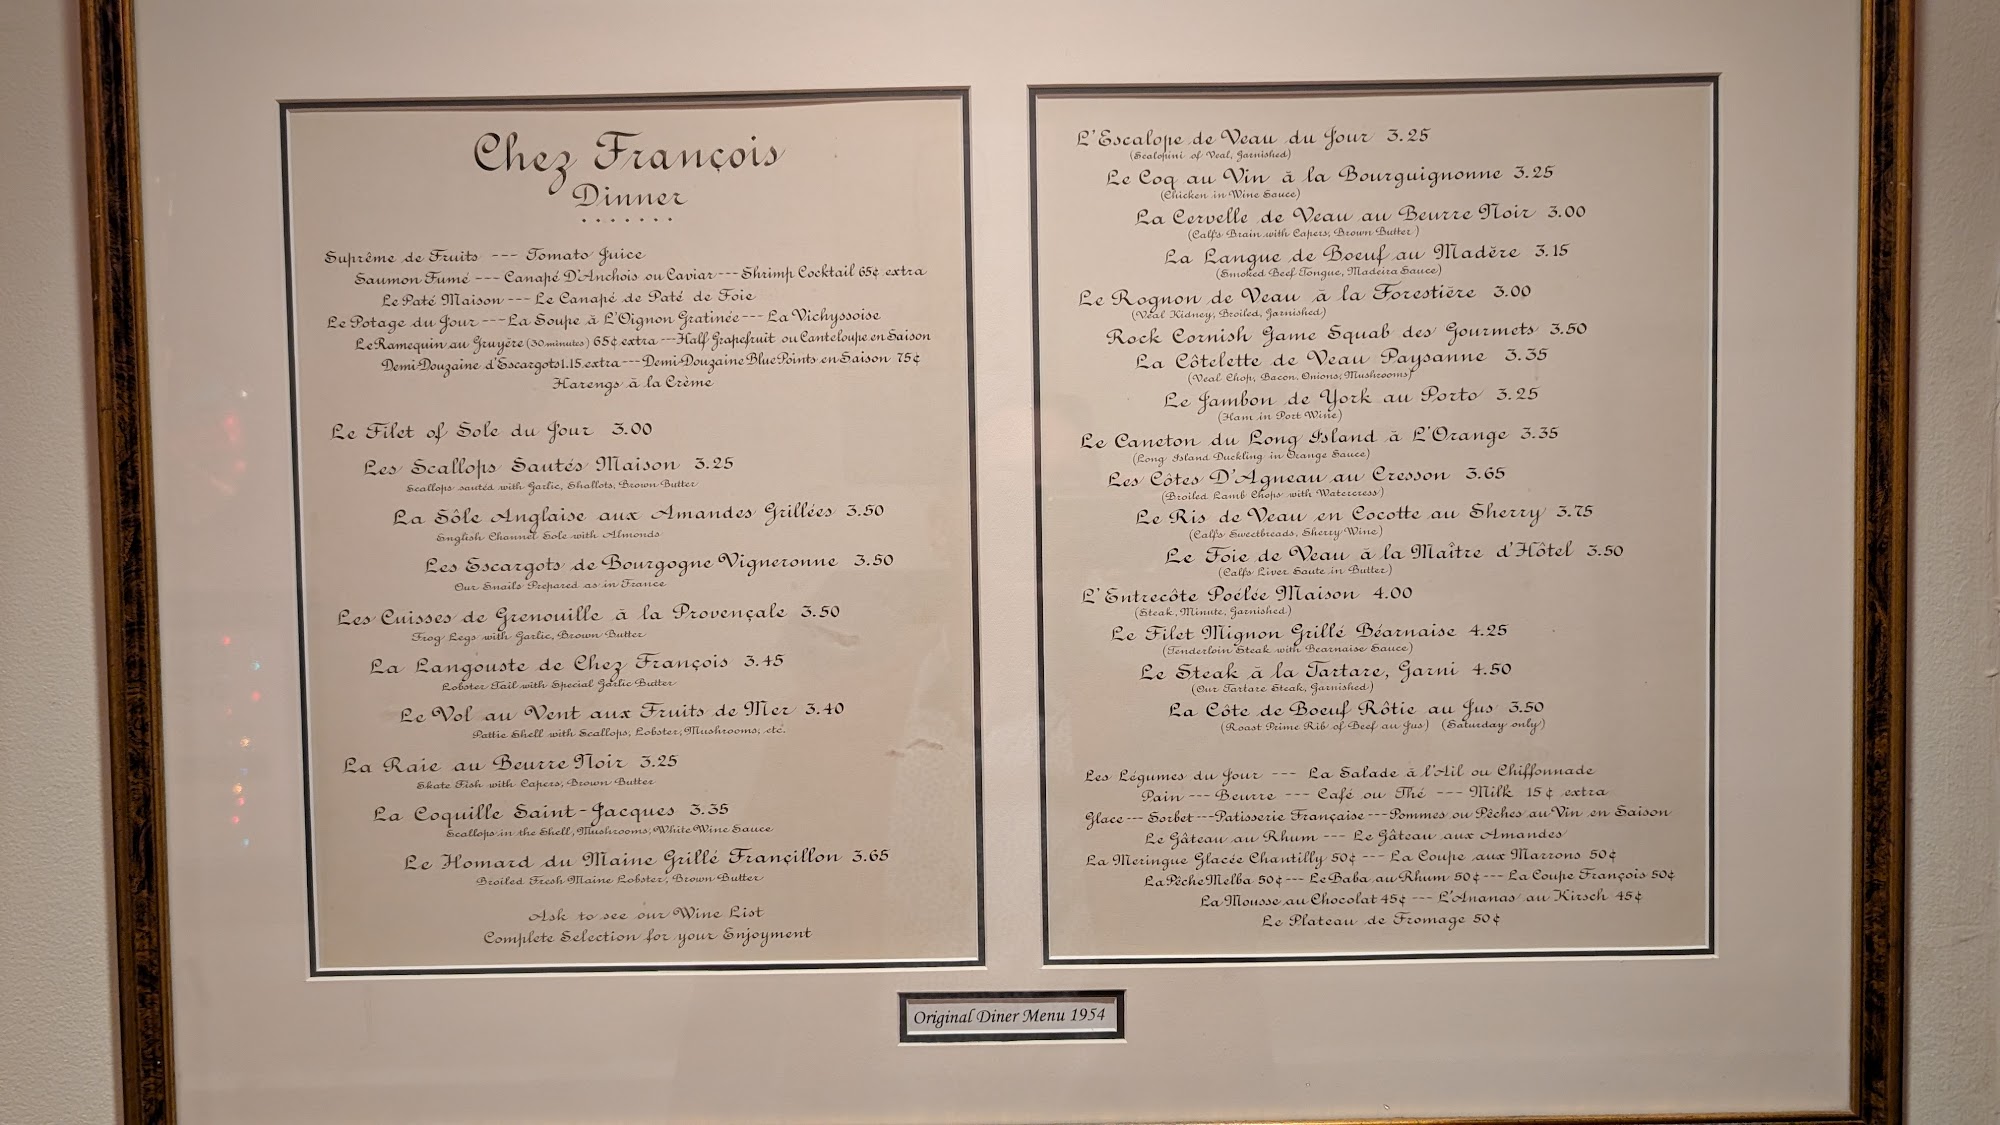 Chez François
Dinner
.......
Suprême de Fruits --- Tomato Juice
Saumon Fumé --- Canapé D'Anchois ou Caviar --- Shrimp Cocktail 65¢ extra
Le Paté Maison --- Le Canapé de Paté de Foie
Le Potage du Jour --- La Soupe à L'Oignon Gratinée --- La Vichyssoise
Le Ramequin au Gruyère (30 minutes) 65¢ extra --- Half Grapefruit ou Canteloupe en Saison
Demi Douzaine d'Escargots 1.15 extra --- Demi Douzaine Blue Points en Saison 75¢
Harengs à la Crème
Le Filet of Sole du Jour 3.00
Les Scallops Sautés Maison 3.25
Scallops sautéd with Garlic, Shallots, Brown Butter
La Sôle Anglaise aux Amandes Grillées 3.50
English Channel Sole with Almonds
Les Escargots de Bourgogne Vigneronne 3.50
Our Snails Prepared as in France
Les Cuisses de Grenouille à la Provençale 3.50
Frog Legs with Garlic, Brown Butter
La Langouste de Chez François 3.45
Lobster Tail with Special Garlic Butter
Le Vol au Vent aux Fruits de Mer 3.40
Pattie Shell with Scallops, Lobster, Mushrooms, etc.
La Raie au Beurre Noir 3.25
Skate Fish with Capers, Brown Butter
La Coquille Saint-Jacques 3.35
Scallops in the Shell, Mushrooms, White Wine Sauce
Le Homard du Maine Grillé Françillon 3.65
Broiled Fresh Maine Lobster, Brown Butter
Ask to see our Wine List
Complete Selection for your Enjoyment
L'Escalope de Veau du Jour 3.25
(Scalopini of Veal, Garnished)
Le Coq au Vin à la Bourguignonne 3.25
(Chicken in Wine Sauce)
La Cervelle de Veau au Beurre Noir 3.00
(Calf's Brain with Capers, Brown Butter)
La Langue de Boeuf au Madère 3.15
(Smoked Beef Tongue, Madeira Sauce)
Le Rognon de Veau à la Forestière 3.00
(Veal Kidney, Broiled, Garnished)
Rock Cornish Game Squab des Gourmets 3.50
La Côtelette de Veau Paysanne 3.35
(Veal Chop, Bacon, Onions, Mushrooms)
Le Jambon de York au Porto 3.25
(Ham in Port Wine)
Le Caneton du Long Island à L'Orange 3.35
(Long Island Duckling in Orange Sauce)
Les Côtes D'Agneau au Cresson 3.65
(Broiled Lamb Chops with Watercress)
Le Ris de Veau en Cocotte au Sherry 3.75
(Calf's Sweetbreads, Sherry Wine)
Le Foie de Veau à la Maître d'Hôtel 3.50
(Calf's Liver Saute in Butter)
L'Entrecôte Poélée Maison 4.00
(Steak, Minute, Garnished)
Le Filet Mignon Grillé Béarnaise 4.25
(Tenderloin Steak with Bearnaise Sauce)
Le Steak à la Tartare, Garni 4.50
(Our Tartare Steak, Garnished)
La Côte de Boeuf Rôtie au Jus 3.50
(Roast Prime Rib of Beef au Jus) (Saturday only)
Les Légumes du Jour --- La Salade à l'Ail ou Chiffonnade
Pain --- Beurre --- Café ou Thé --- Milk 15¢ extra
Glace --- Sorbet --- Patisserie Française --- Pommes ou Pêches au Vin en Saison
Le Gâteau au Rhum --- Le Gâteau aux Amandes
La Meringue Glacée Chantilly 50¢ --- La Coupe aux Marrons 50¢
La Pêche Melba 50¢ --- Le Baba au Rhum 50¢ --- La Coupe François 50¢
La Mousse au Chocolat 45¢ --- L'Ananas au Kirsch 45¢
Le Plateau de Fromage 50¢
Original Diner Menu 1954